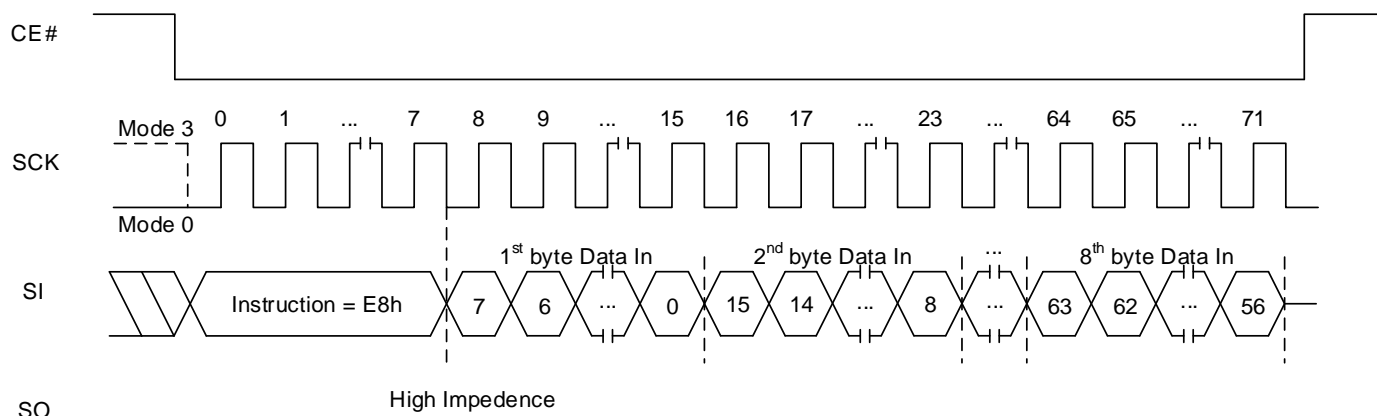 CE#
0 1 ... 7 8 9 ... 15 16 17 ... 23 ... 64 65 ... 71
Mode 3
SCK
Mode 0
1st byte Data In 2nd byte Data In ... 8th byte Data In
SI
Instruction = E8h 7 6 ... 0 15 14 ... 8 ... 63 62 ... 56
High Impedence
SO